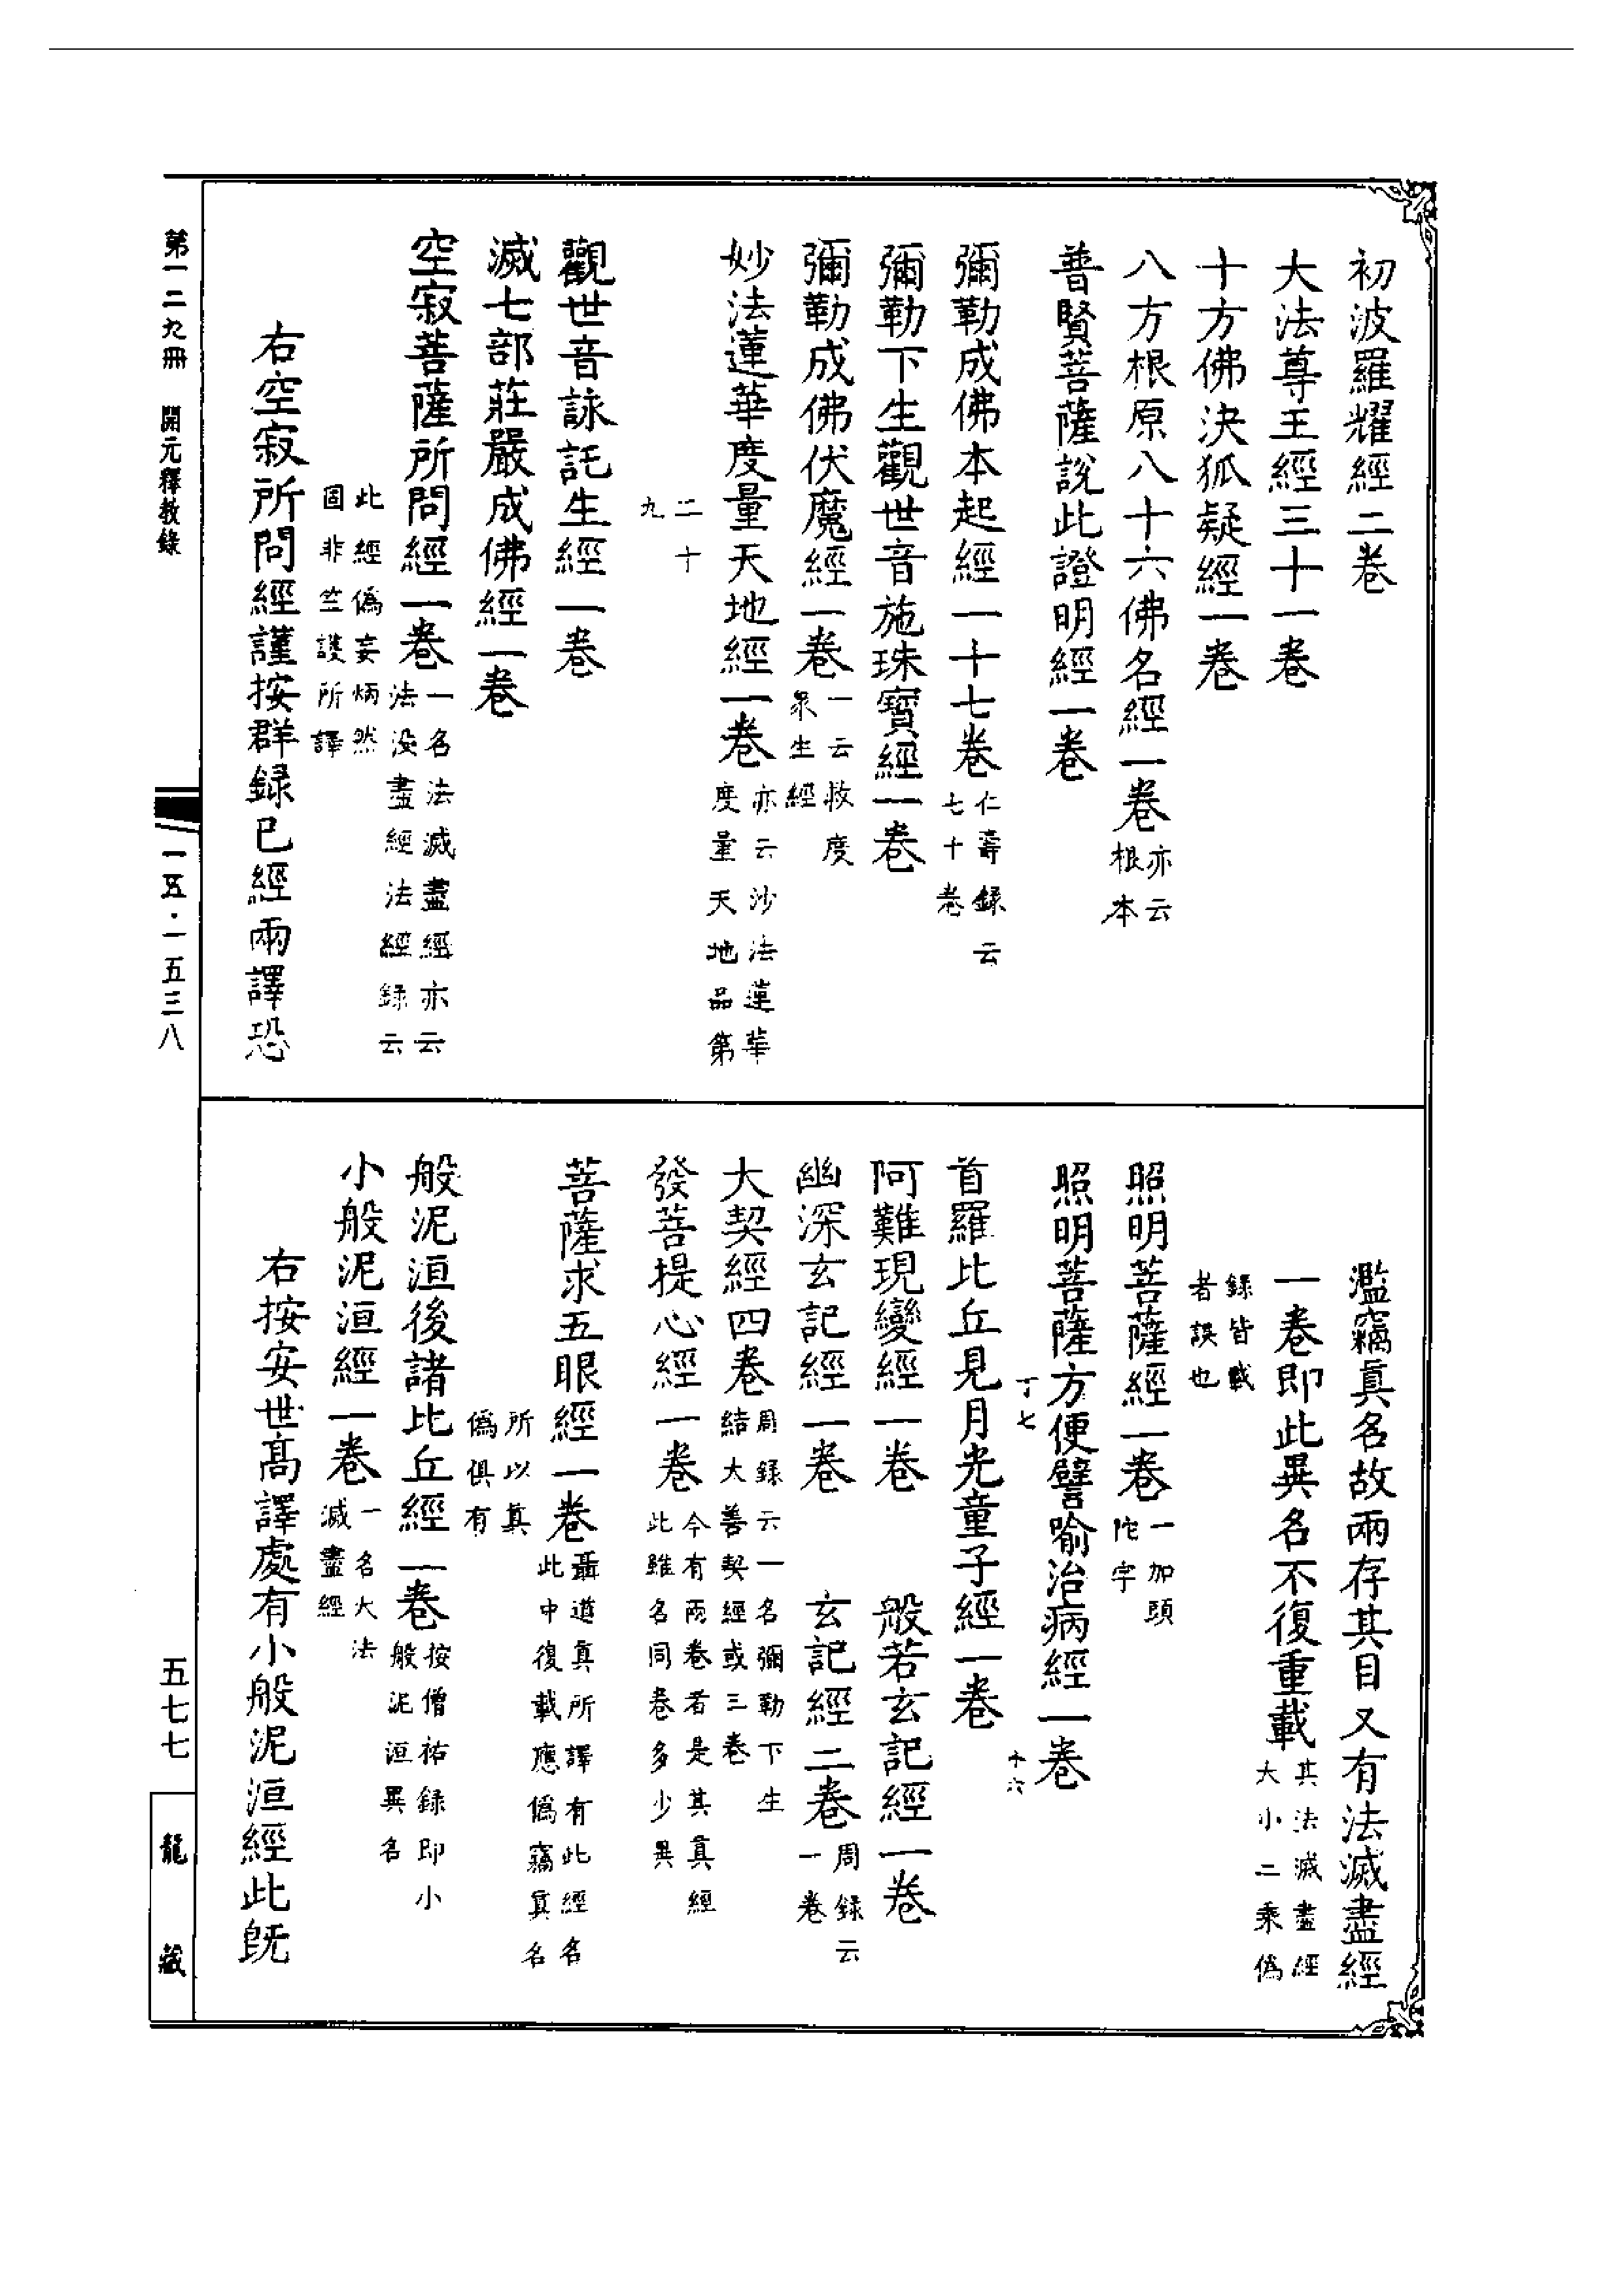 初波羅耀經二卷
大法尊王經三十一卷
十方佛決狐疑經一卷
八方根原八十六佛名經一卷亦云根本
普賢菩薩說此證明經一卷
彌勒成佛本起經一十七卷仁壽録云七十卷
彌勒下生觀世音施珠寶經一卷
彌勒成佛伏魔經一卷一云救度衆生經
妙法蓮華度量天地經一卷亦云沙法蓮華度量天地品第
二十九
觀世音詠託生經一卷
滅七部莊嚴成佛經一卷
空寂菩薩所問經一卷一名法滅盡經亦云法没盡經法經録云
此經偽妄炳然固非竺護所譯
右空寂所問經謹按群録已經兩譯恐
濫竊真名故兩存其目又有法滅盡經
一卷即此異名不復重載其法滅盡經大小二乘偽
録皆載者誤也
照明菩薩經一卷一加頭陀字
照明菩薩方便譬喻治病經一卷
丁七
十六
首羅比丘見月光童子經一卷
阿難現變經一卷 般若玄記經一卷
幽深玄記經一卷 玄記經二卷周録云一卷
大契經四卷周録云一名彌勒下生結大善契經或三卷
發菩提心經一卷今有兩卷者是其真經此雖名同卷多少異
菩薩求五眼經一卷聶道真所譯有此經名此中復載應偽竊真名
所以真偽俱有
般泥洹後諸比丘經一卷按僧祐録即小般泥洹異名
小般泥洹經一卷一名大法滅盡經
右按安世高譯處有小般泥洹經此既
第一二九冊 開元釋教錄
一五·一五三八
五七七
龍藏